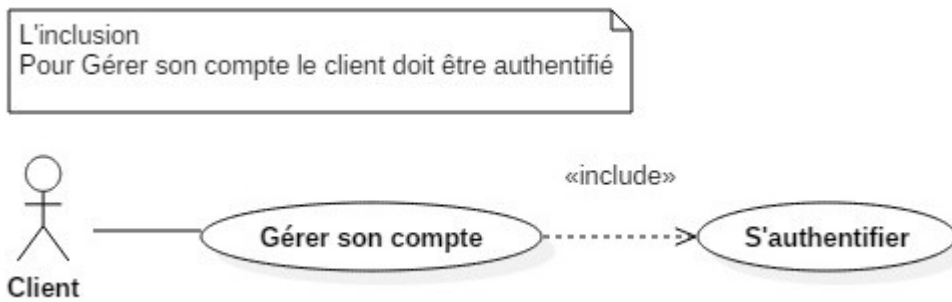 L'inclusion
Pour Gérer son compte le client doit être authentifié
«include»
Gérer son compte
S'authentifier
Client